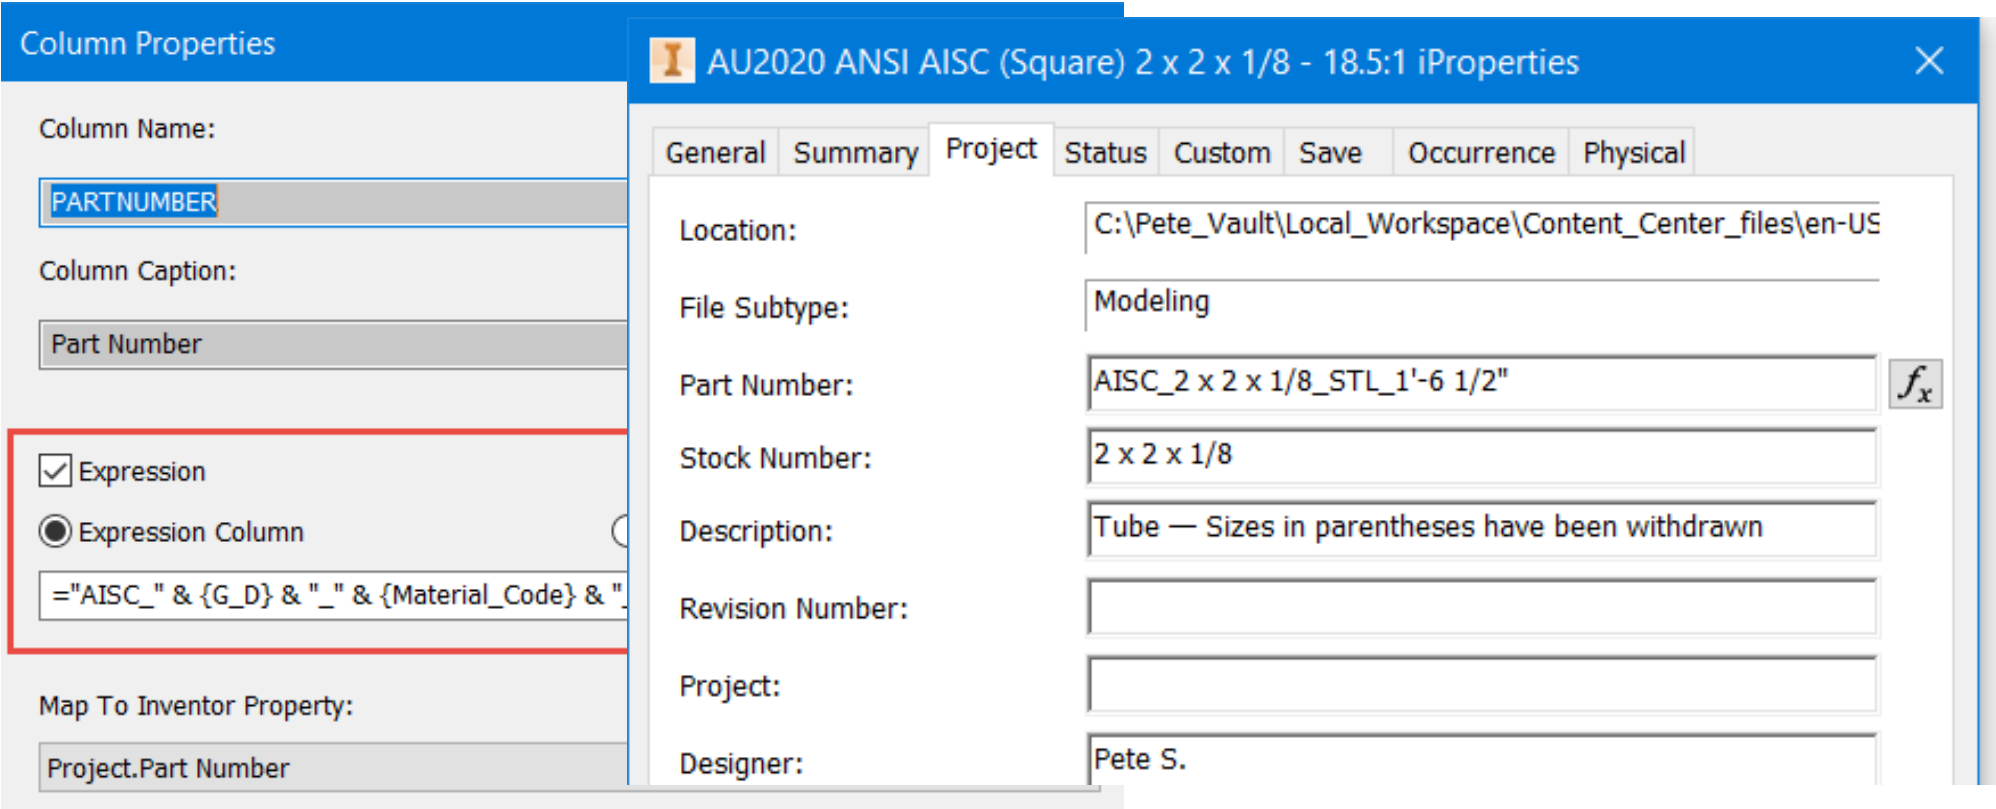 Column Properties
Column Name:
PARTNUMBER
Column Caption:
Part Number
Expression
Expression Column
="AISC_" & {G_D} & "_" & {Material_Code} & "_
Map To Inventor Property:
Project.Part Number
AU2020 ANSI AISC (Square) 2 x 2 x 1/8 - 18.5:1 iProperties
General Summary Project Status Custom Save Occurrence Physical
Location: C:\Pete_Vault\Local_Workspace\Content_Center_files\en-US
File Subtype: Modeling
Part Number: AISC_2 x 2 x 1/8_STL_1'-6 1/2" fx
Stock Number: 2 x 2 x 1/8
Description: Tube — Sizes in parentheses have been withdrawn
Revision Number:
Project:
Designer: Pete S.